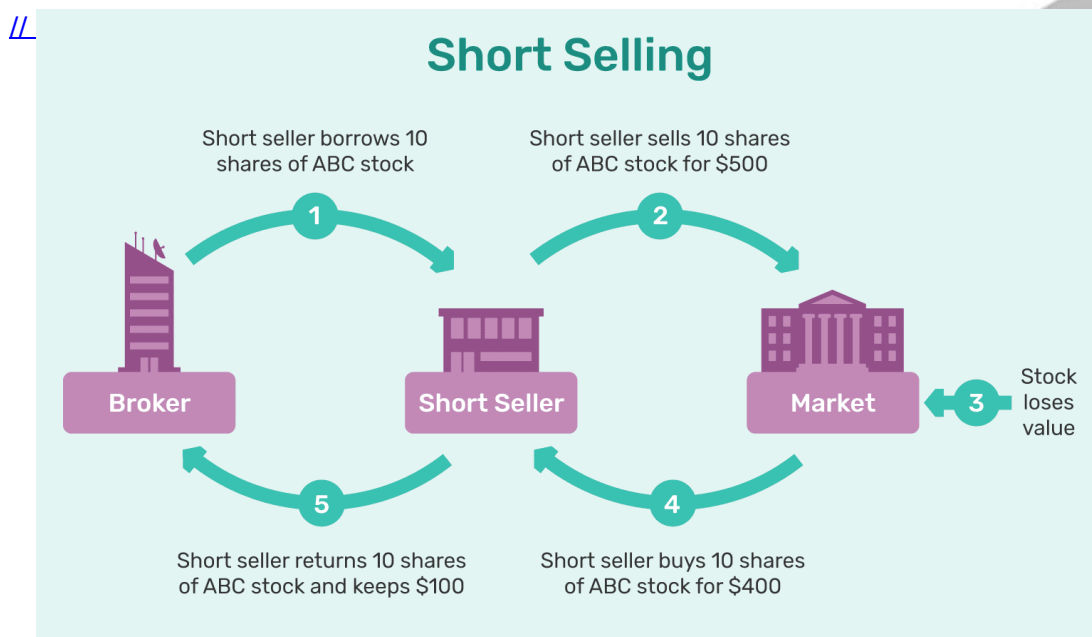 //
Short Selling
Short seller borrows 10
shares of ABC stock
Short seller sells 10 shares
of ABC stock for $500
1
2
Broker
Short Seller
Market
3
Stock
loses
value
5
4
Short seller returns 10 shares
of ABC stock and keeps $100
Short seller buys 10 shares
of ABC stock for $400